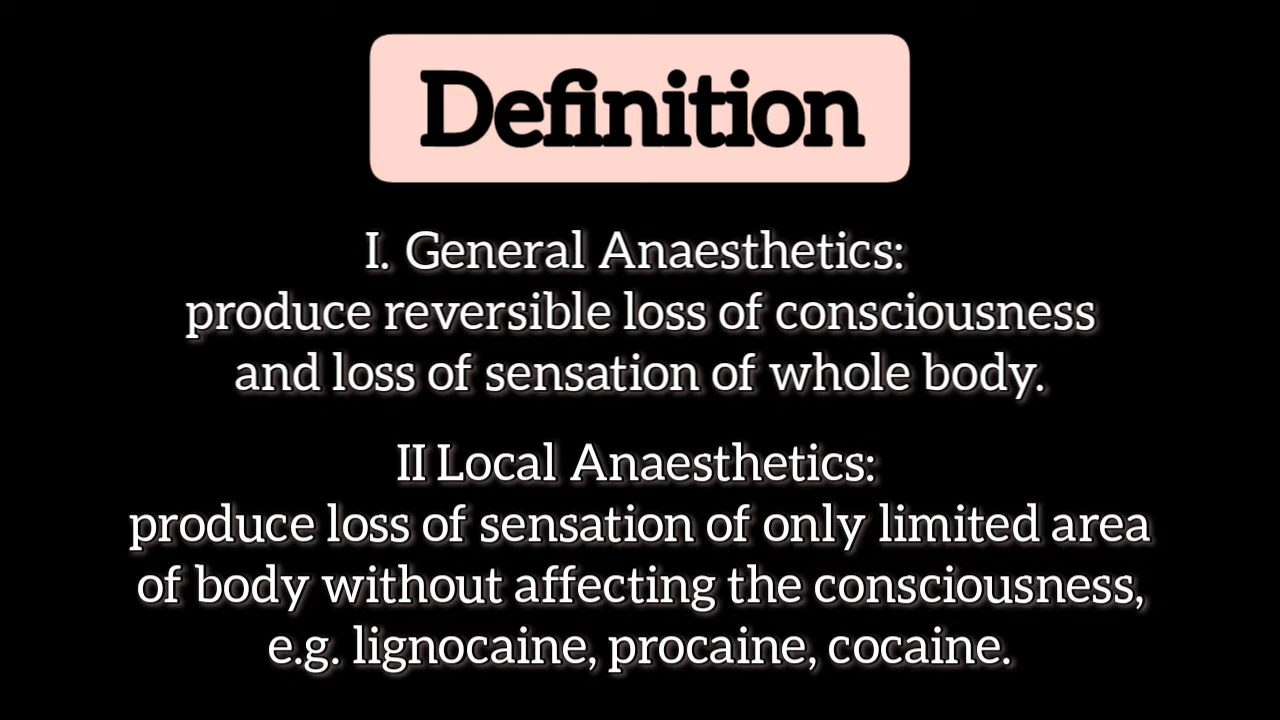 Definition
I. General Anaesthetics:
produce reversible loss of consciousness
and loss of sensation of whole body.
II Local Anaesthetics:
produce loss of sensation of only limited area
of body without affecting the consciousness,
e.g. lignocaine, procaine, cocaine.